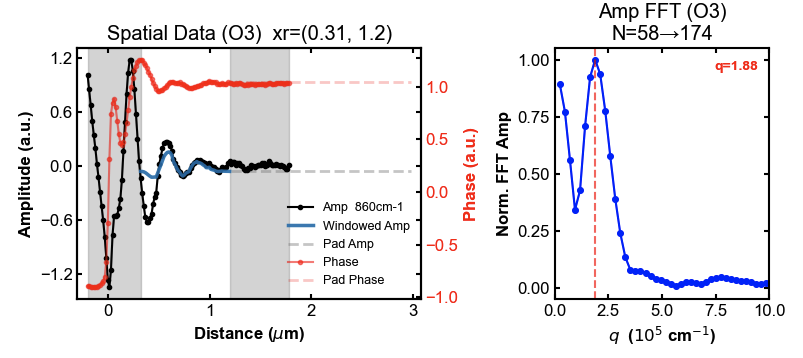 Spatial Data (O3)  xr=(0.31, 1.2)
Amplitude (a.u.)
1.2
0.6
0.0
−0.6
−1.2
0
1
2
3
Distance (μm)
1.0
0.5
0.0
−0.5
−1.0
Phase (a.u.)
Amp  860cm-1
Windowed Amp
Pad Amp
Phase
Pad Phase
Amp FFT (O3)
N=58→174
Norm. FFT Amp
1.00
0.75
0.50
0.25
0.00
q=1.88
0.0
2.5
5.0
7.5
10.0
q  (10⁵ cm⁻¹)